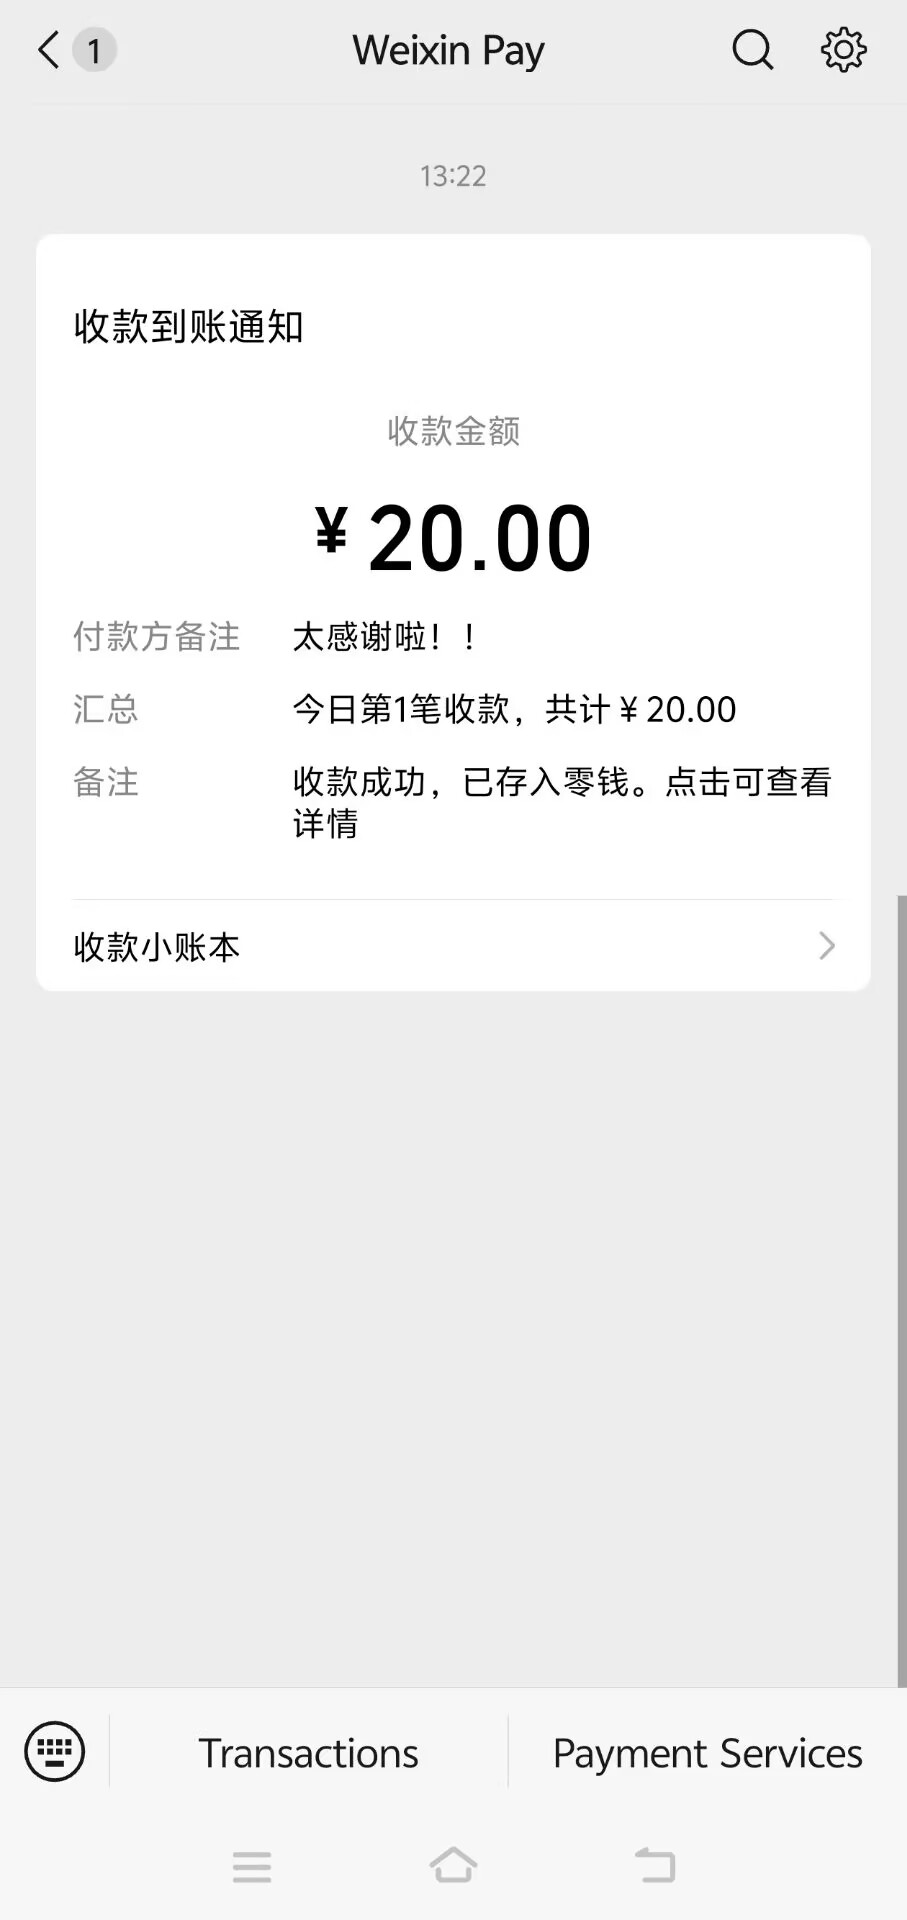 1
Weixin Pay
13:22
收款到账通知
收款金额
¥20.00
付款方备注 太感谢啦！！
汇总 今日第1笔收款，共计¥20.00
备注 收款成功，已存入零钱。点击可查看
详情
收款小账本
Transactions
Payment Services